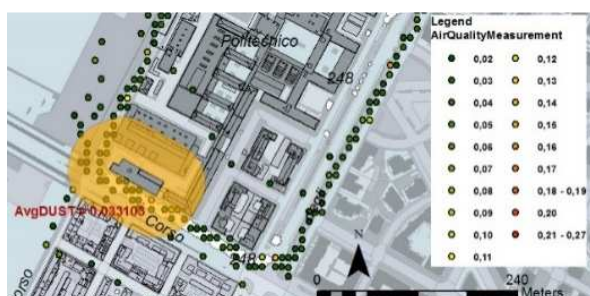 Politecnico
248
AvgDUST = 0,033103
Corso
248
Corso
N
0
240
Meters
Legend
AirQualityMeasurement
0,02
0,03
0,04
0,05
0,06
0,07
0,08
0,09
0,10
0,11
0,12
0,13
0,14
0,15
0,16
0,17
0,18 - 0,19
0,20
0,21 - 0,27